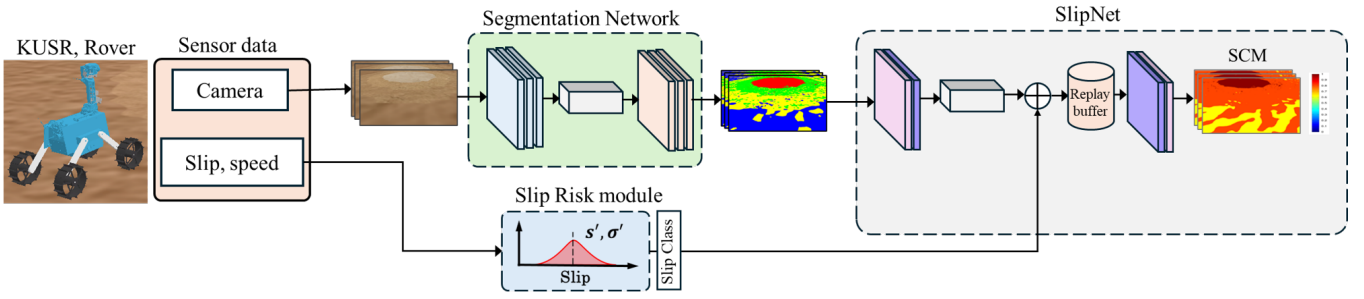 KUSR, Rover
Sensor data
Camera
Slip, speed
Segmentation Network
Slip Risk module
s′, σ′
Slip
Slip Class
SlipNet
Replay
buffer
SCM